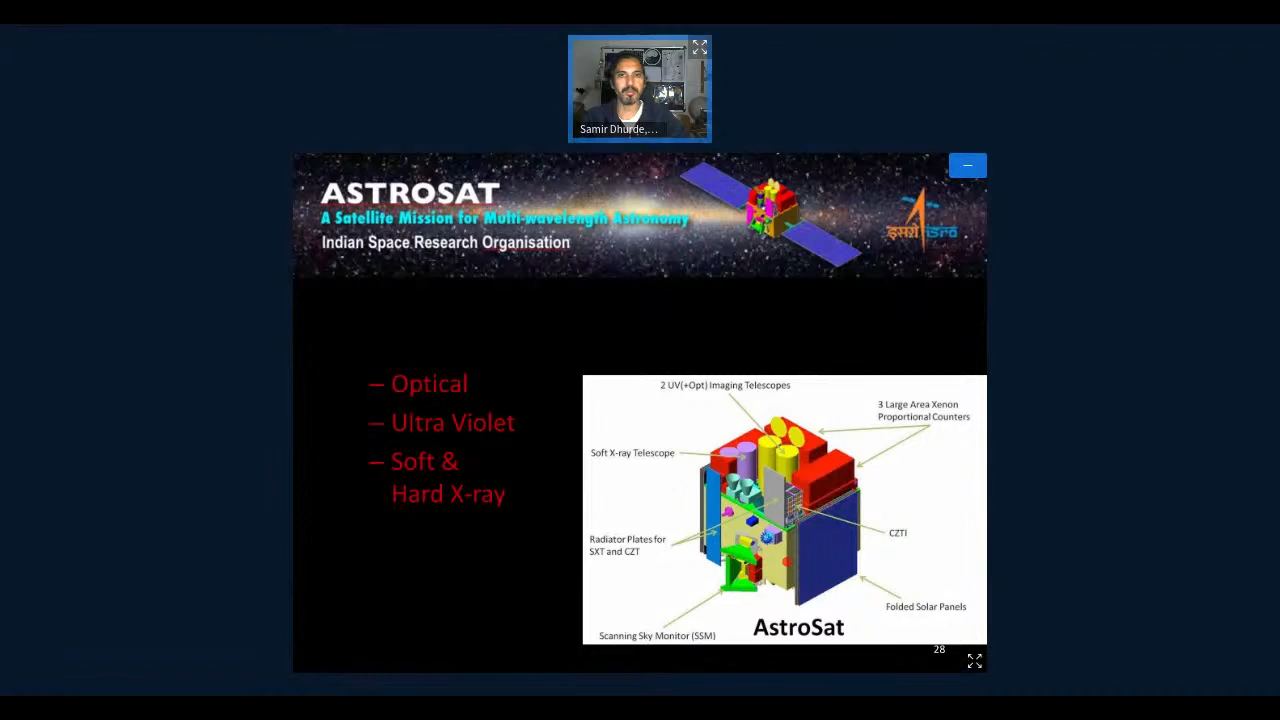 Samir Dhurde,...
ASTROSAT
A Satellite Mission for Multi-wavelength Astronomy
Indian Space Research Organisation
इसरो isro
– Optical
– Ultra Violet
– Soft &
Hard X-ray
2 UV(+Opt) Imaging Telescopes
3 Large Area Xenon
Proportional Counters
Soft X-ray Telescope
CZTI
Radiator Plates for
SXT and CZT
Folded Solar Panels
Scanning Sky Monitor (SSM)
AstroSat
28